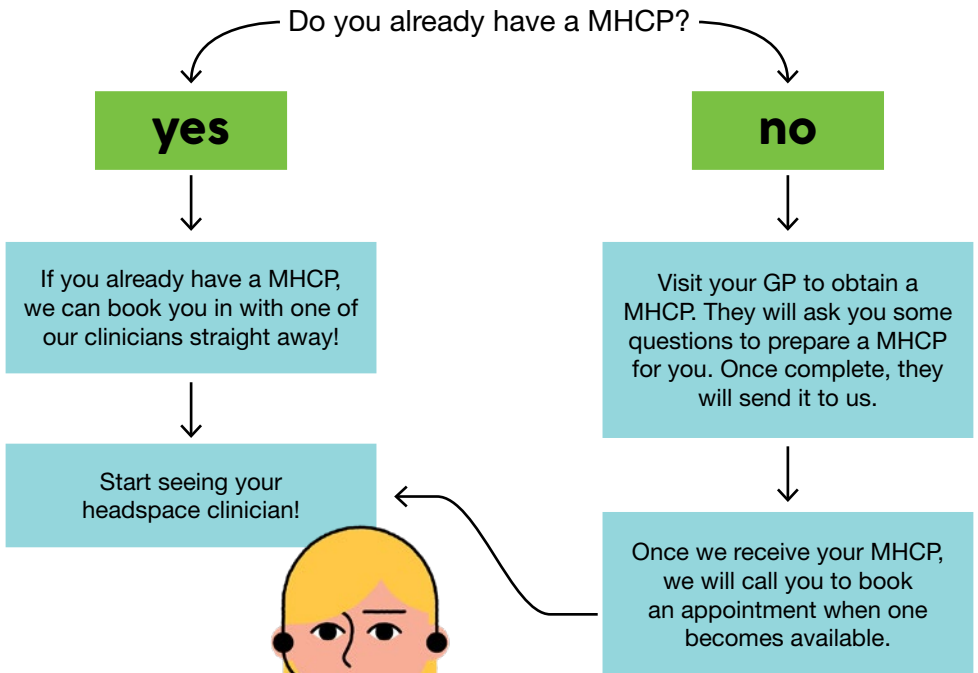 Do you already have a MHCP?
yes
If you already have a MHCP,
we can book you in with one of
our clinicians straight away!
Start seeing your
headspace clinician!
no
Visit your GP to obtain a
MHCP. They will ask you some
questions to prepare a MHCP
for you. Once complete, they
will send it to us.
Once we receive your MHCP,
we will call you to book
an appointment when one
becomes available.